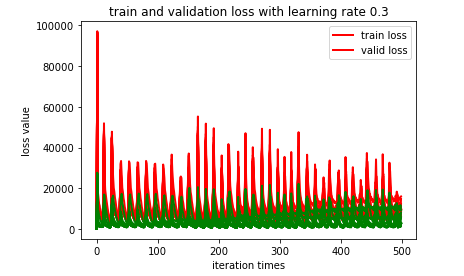 train and validation loss with learning rate 0.3
train loss
valid loss
loss value
100000
80000
60000
40000
20000
0
0
100
200
300
400
500
iteration times